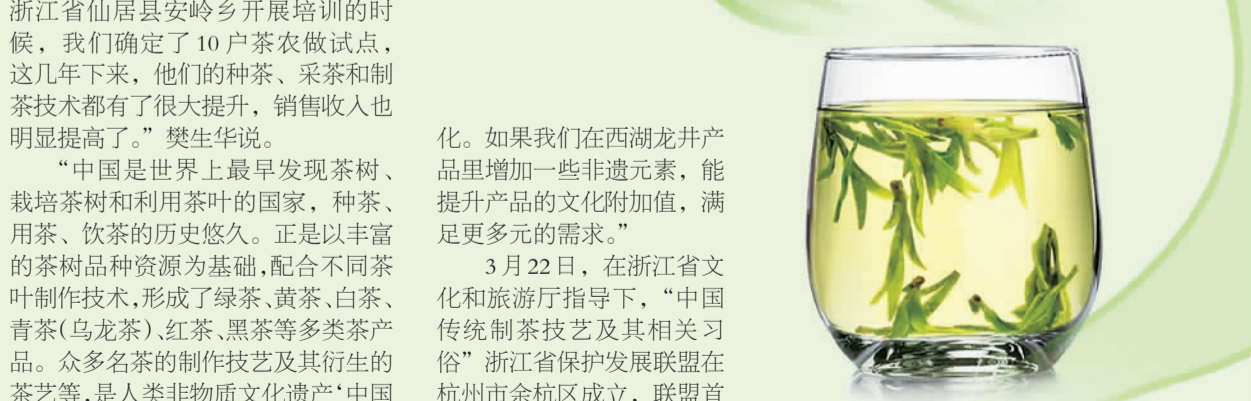 浙江省仙居县安岭乡开展培训的时
候，我们确定了10户茶农做试点，
这几年下来，他们的种茶、采茶和制
茶技术都有了很大提升，销售收入也
明显提高了。”樊生华说。
“中国是世界上最早发现茶树、
栽培茶树和利用茶叶的国家，种茶、
用茶、饮茶的历史悠久。正是以丰富
的茶树品种资源为基础,配合不同茶
叶制作技术,形成了绿茶、黄茶、白茶、
青茶(乌龙茶)、红茶、黑茶等多类茶产
品。众多名茶的制作技艺及其衍生的
茶艺等,是人类非物质文化遗产‘中国
化。如果我们在西湖龙井产
品里增加一些非遗元素，能
提升产品的文化附加值，满
足更多元的需求。”
3月22日，在浙江省文
化和旅游厅指导下，“中国
传统制茶技艺及其相关习
俗”浙江省保护发展联盟在
杭州市余杭区成立，联盟首